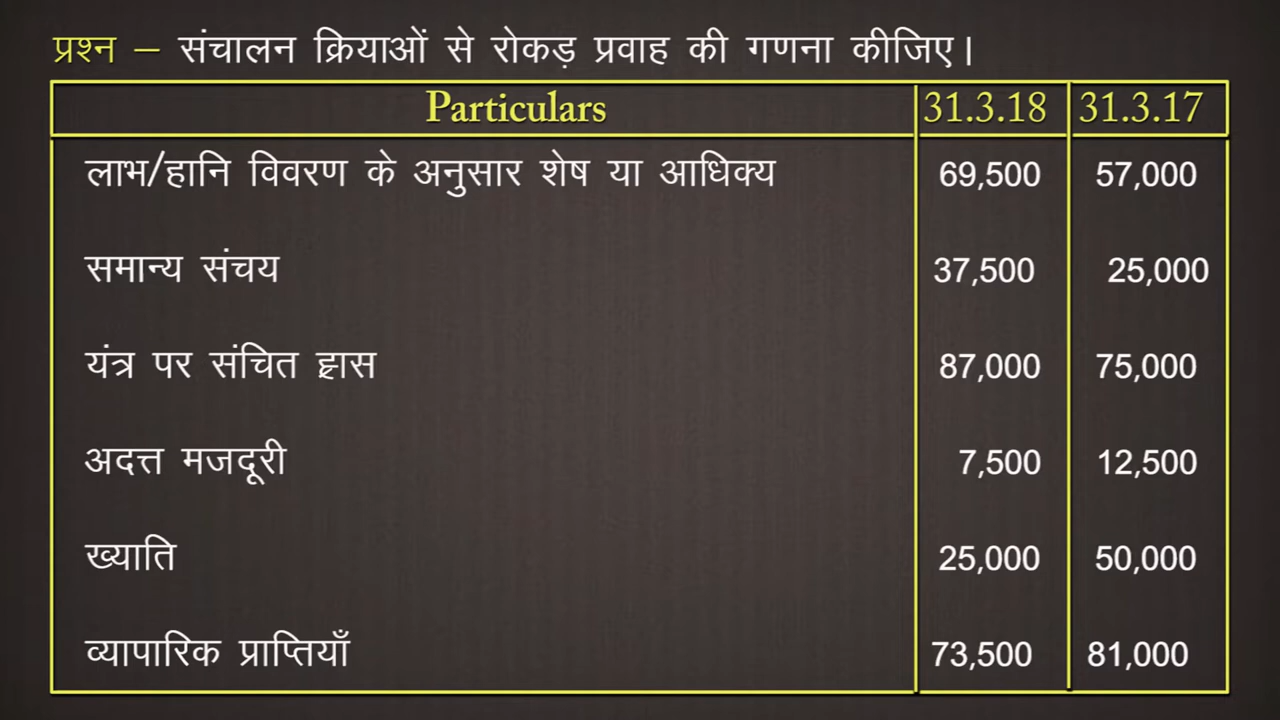 प्रश्न – संचालन क्रियाओं से रोकड़ प्रवाह की गणना कीजिए।
Particulars 31.3.18 31.3.17
लाभ/हानि विवरण के अनुसार शेष या आधिक्य 69,500 57,000
समान्य संचय 37,500 25,000
यंत्र पर संचित ह्रास 87,000 75,000
अदत्त मजदूरी 7,500 12,500
ख्याति 25,000 50,000
व्यापारिक प्राप्तियाँ 73,500 81,000